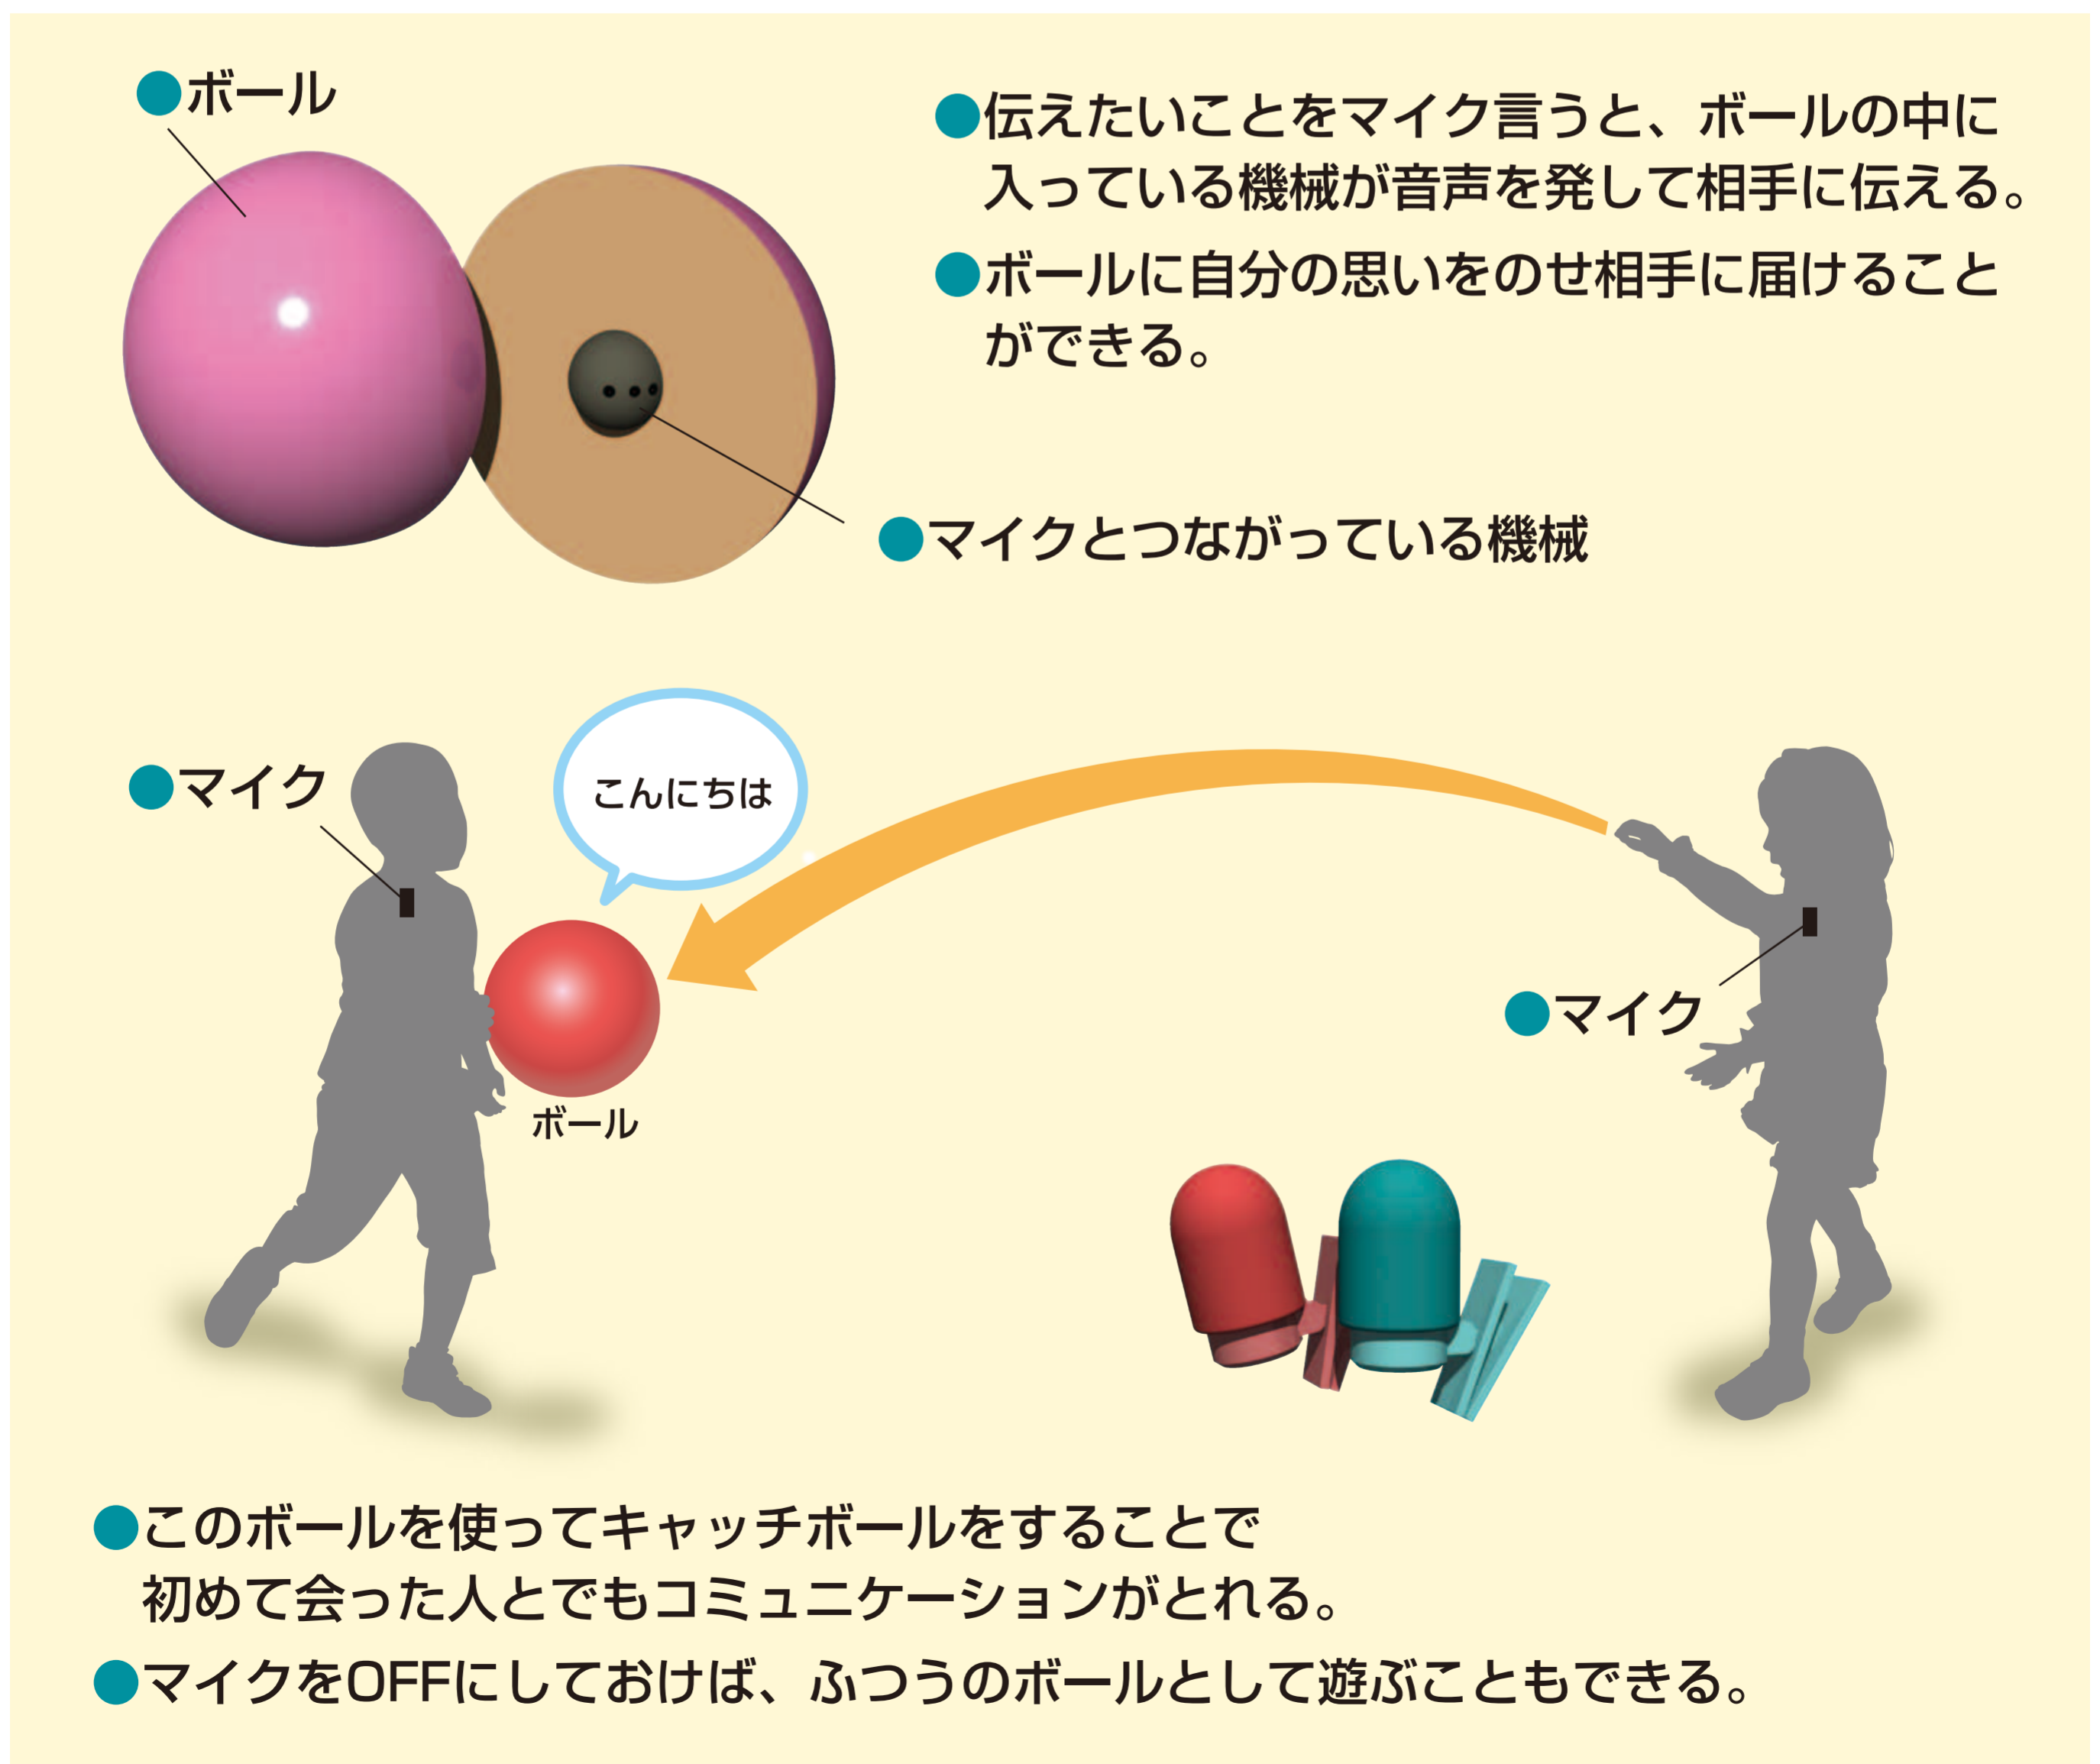 ●ボール
●伝えたいことをマイク言うと、ボールの中に
入っている機械が音声を発して相手に伝える。
●ボールに自分の思いをのせ相手に届けること
ができる。
●マイクとつながっている機械
●マイク
こんにちは
ボール
●マイク
●このボールを使ってキャッチボールをすることで
初めて会った人とでもコミュニケーションがとれる。
●マイクをOFFにしておけば、ふつうのボールとして遊ぶこともできる。